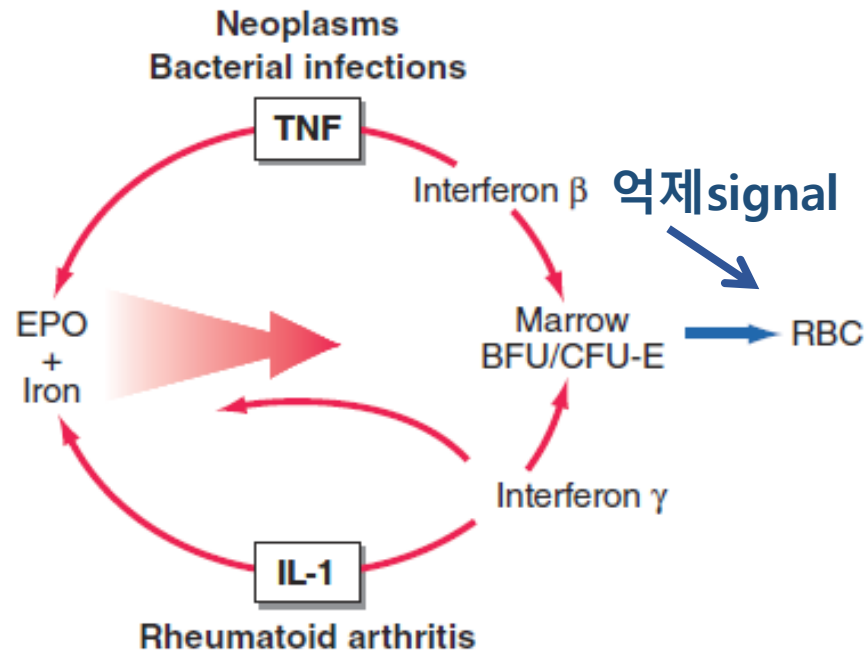 Neoplasms
Bacterial infections
TNF
Interferon β
억제signal
EPO
+
Iron
Marrow
BFU/CFU-E
RBC
Interferon γ
IL-1
Rheumatoid arthritis